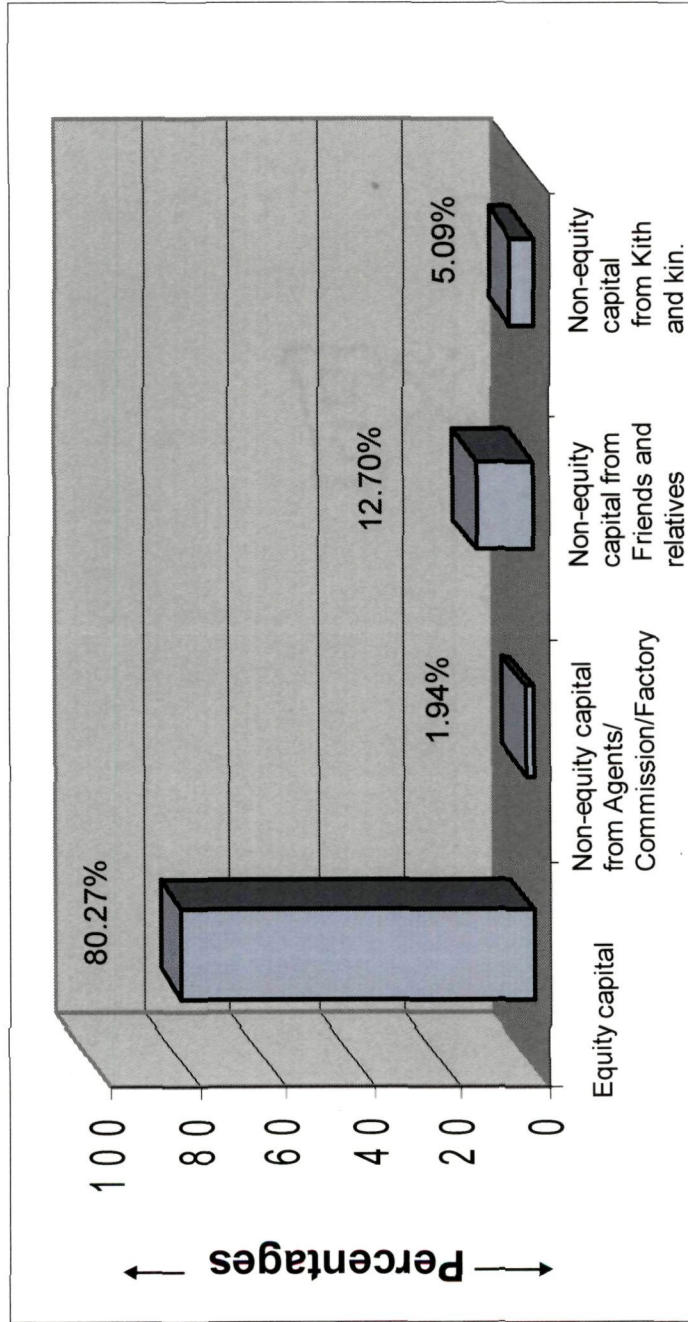 Percentages
100
80
60
40
20
0
80.27%
1.94%
12.70%
5.09%
Equity capital
Non-equity capital
from Agents/
Commission/Factory
Non-equity
capital from
Friends and
relatives
Non-equity
capital
from Kith
and kin.